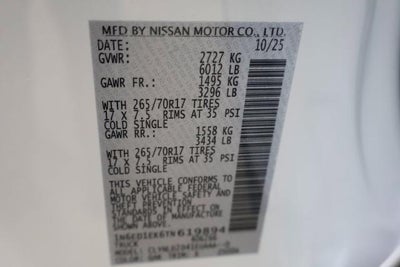 MFD BY NISSAN MOTOR CO., LTD.
DATE: 10/25
GVWR: 2727 KG
6012 LB
GAWR FR.: 1495 KG
3296 LB
WITH 265/70R17 TIRES
17 X 7.5 RIMS AT 35 PSI
COLD SINGLE
GAWR RR.: 1558 KG
3434 LB
WITH 265/70R17 TIRES
17 X 7.5 RIMS AT 35 PSI
COLD SINGLE
THIS VEHICLE CONFORMS TO
ALL APPLICABLE FEDERAL
MOTOR VEHICLE SAFETY AND
THEFT PREVENTION STANDARDS
IN EFFECT ON THE DATE OF
MANUFACTURE SHOWN ABOVE.
1N6ED1EK6TN619894
TRUCK
COLOR: TRIM: